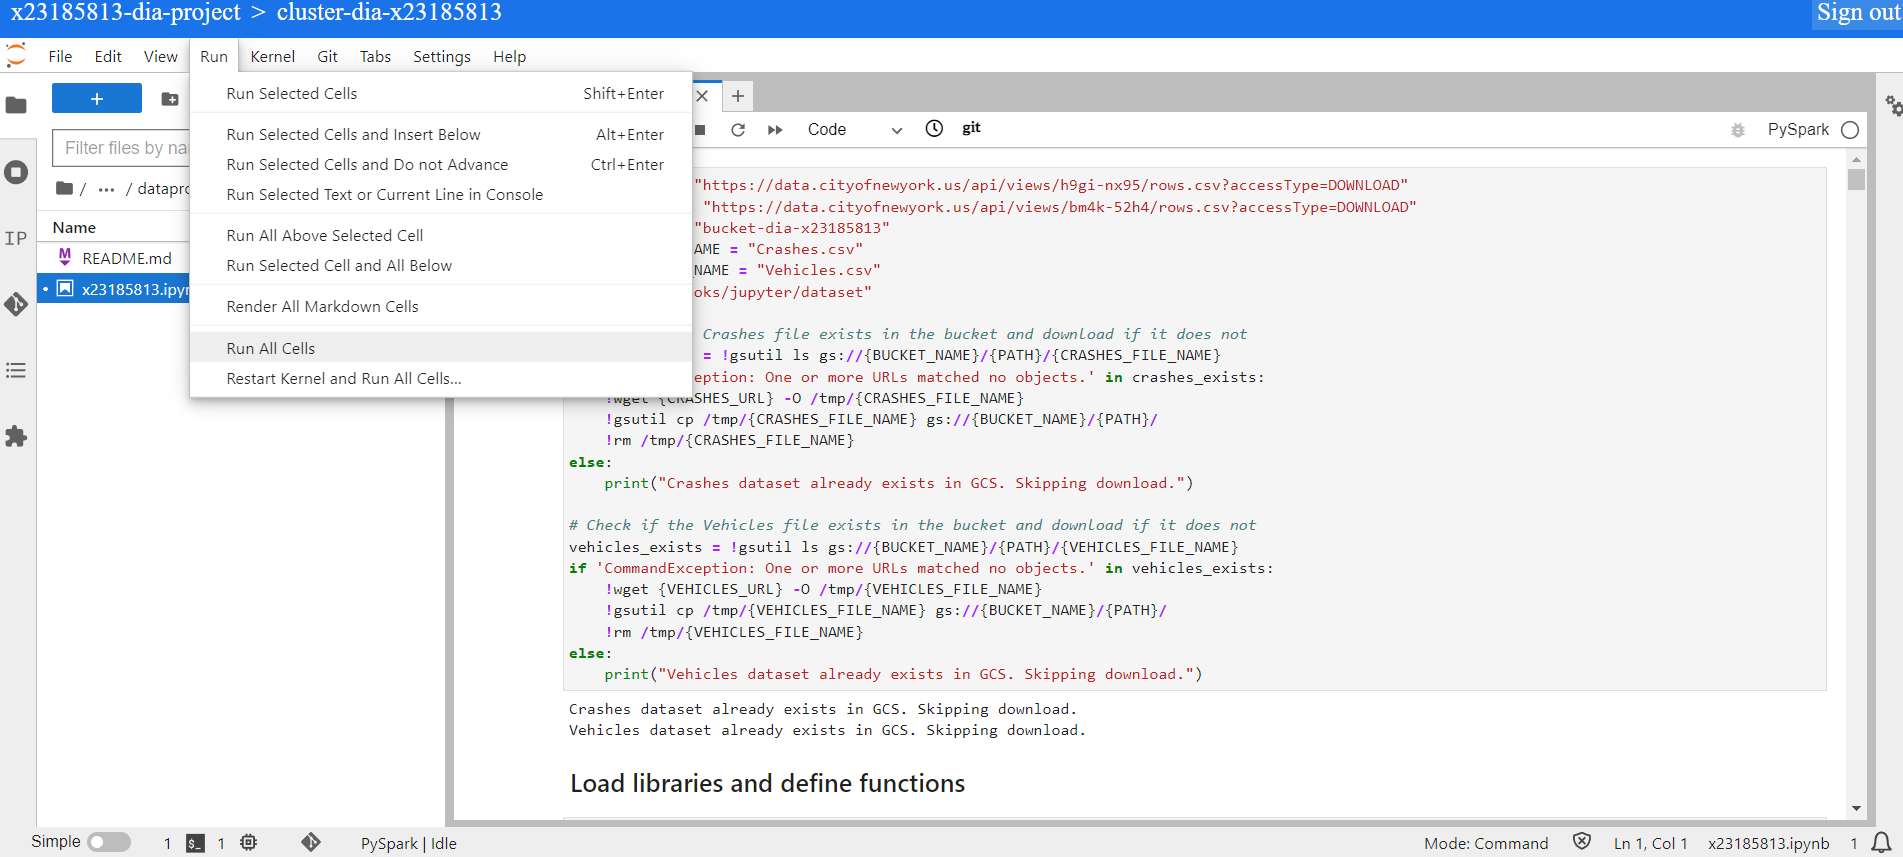 x23185813-dia-project > cluster-dia-x23185813
Sign out
File Edit View Run Kernel Git Tabs Settings Help
+
Filter files by na
/ ··· / datapro
Name
README.md
x23185813.ipyn
IP
Run Selected Cells Shift+Enter
Run Selected Cells and Insert Below Alt+Enter
Run Selected Cells and Do not Advance Ctrl+Enter
Run Selected Text or Current Line in Console
Run All Above Selected Cell
Run Selected Cell and All Below
Render All Markdown Cells
Run All Cells
Restart Kernel and Run All Cells...
Code git PySpark
"https://data.cityofnewyork.us/api/views/h9gi-nx95/rows.csv?accessType=DOWNLOAD"
"https://data.cityofnewyork.us/api/views/bm4k-52h4/rows.csv?accessType=DOWNLOAD"
"bucket-dia-x23185813"
AME = "Crashes.csv"
NAME = "Vehicles.csv"
oks/jupyter/dataset"
Crashes file exists in the bucket and download if it does not
= !gsutil ls gs://{BUCKET_NAME}/{PATH}/{CRASHES_FILE_NAME}
eption: One or more URLs matched no objects.' in crashes_exists:
!wget {CRASHES_URL} -O /tmp/{CRASHES_FILE_NAME}
!gsutil cp /tmp/{CRASHES_FILE_NAME} gs://{BUCKET_NAME}/{PATH}/
!rm /tmp/{CRASHES_FILE_NAME}
else:
print("Crashes dataset already exists in GCS. Skipping download.")
# Check if the Vehicles file exists in the bucket and download if it does not
vehicles_exists = !gsutil ls gs://{BUCKET_NAME}/{PATH}/{VEHICLES_FILE_NAME}
if 'CommandException: One or more URLs matched no objects.' in vehicles_exists:
!wget {VEHICLES_URL} -O /tmp/{VEHICLES_FILE_NAME}
!gsutil cp /tmp/{VEHICLES_FILE_NAME} gs://{BUCKET_NAME}/{PATH}/
!rm /tmp/{VEHICLES_FILE_NAME}
else:
print("Vehicles dataset already exists in GCS. Skipping download.")
Crashes dataset already exists in GCS. Skipping download.
Vehicles dataset already exists in GCS. Skipping download.
Load libraries and define functions
Simple 1 $_ 1 PySpark | Idle Mode: Command Ln 1, Col 1 x23185813.ipynb 1